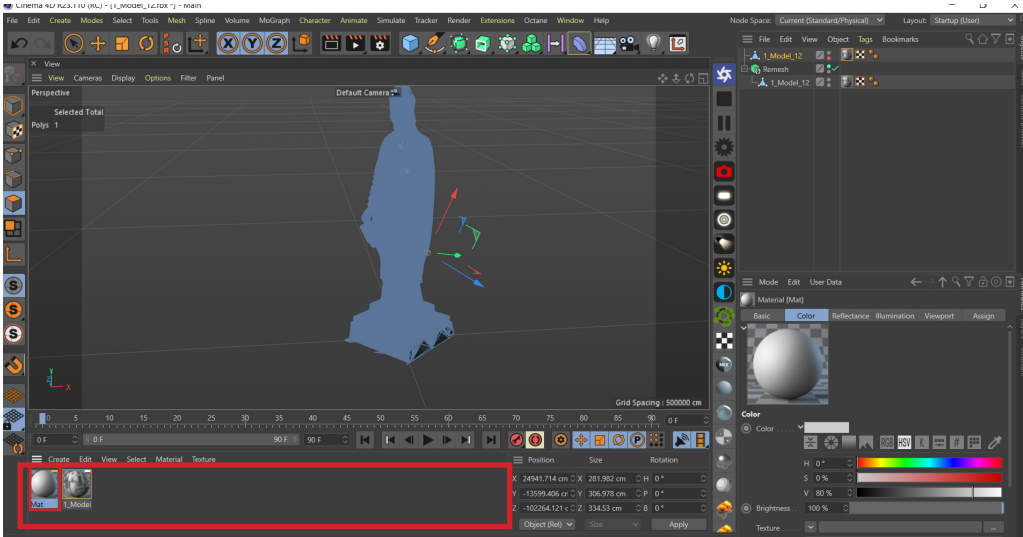 Cinema 4D R23.110 (RC) - [1_Model_12.fbx *] - Main
File Edit Create Modes Select Tools Mesh Spline Volume MoGraph Character Animate Simulate Tracker Render Extensions Octane Window Help Node Space: Current (Standard/Physical) Layout: Startup (User)
X Y Z PSR
File Edit View Object Tags Bookmarks
1_Model_12
Remesh
1_Model_12
× View
View Cameras Display Options Filter Panel
Perspective
Default Camera
Selected Total
Polys 1
Y
Z
X
Grid Spacing : 500000 cm
S
S
S
MIX
Mode Edit User Data
Material [Mat]
Basic Color Reflectance Illumination Viewport Assign
Color
Color
RGB HSV K #
H 0 °
S 0 %
V 80 %
Brightness 100 %
Texture ...
0 5 10 15 20 25 30 35 40 45 50 55 60 65 70 75 80 85 90 0 F
0 F 0 F 90 F 90 F P
Create Edit View Select Material Texture
Mat
1_Model
Position Size Rotation
X 24941.714 cm X 281.982 cm H 0 °
Y -13599.406 cr Y 306.978 cm P 0 °
Z -102264.121 c Z 334.53 cm B 0 °
Object (Rel) Size Apply